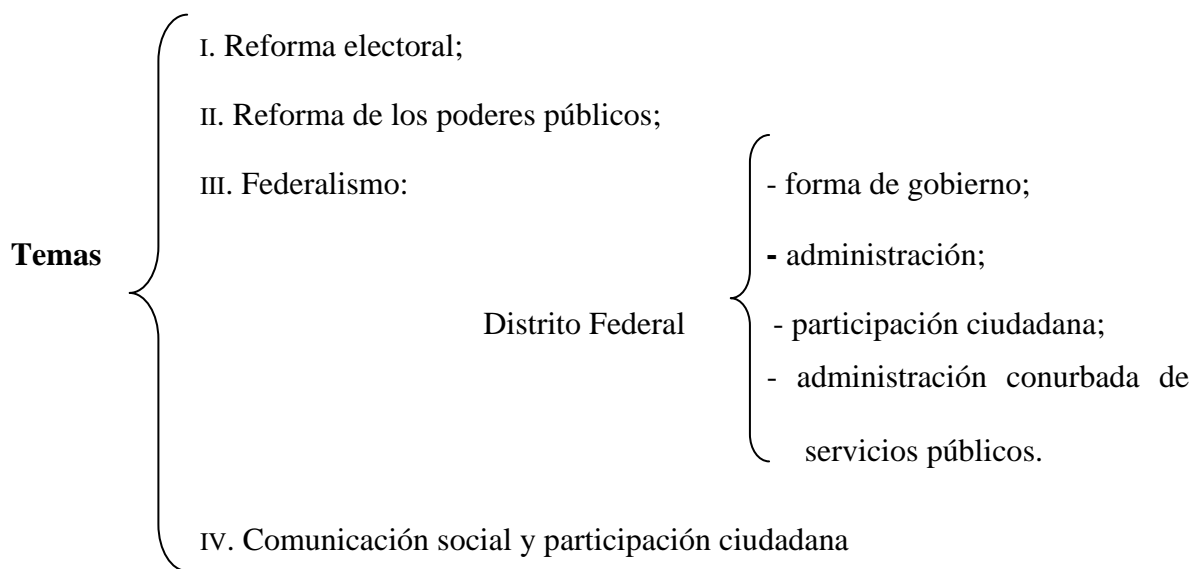 I. Reforma electoral;
II. Reforma de los poderes públicos;
III. Federalismo:
- forma de gobierno;
Temas
- administración;
Distrito Federal
- participación ciudadana;
- administración conurbada de
servicios públicos.
IV. Comunicación social y participación ciudadana